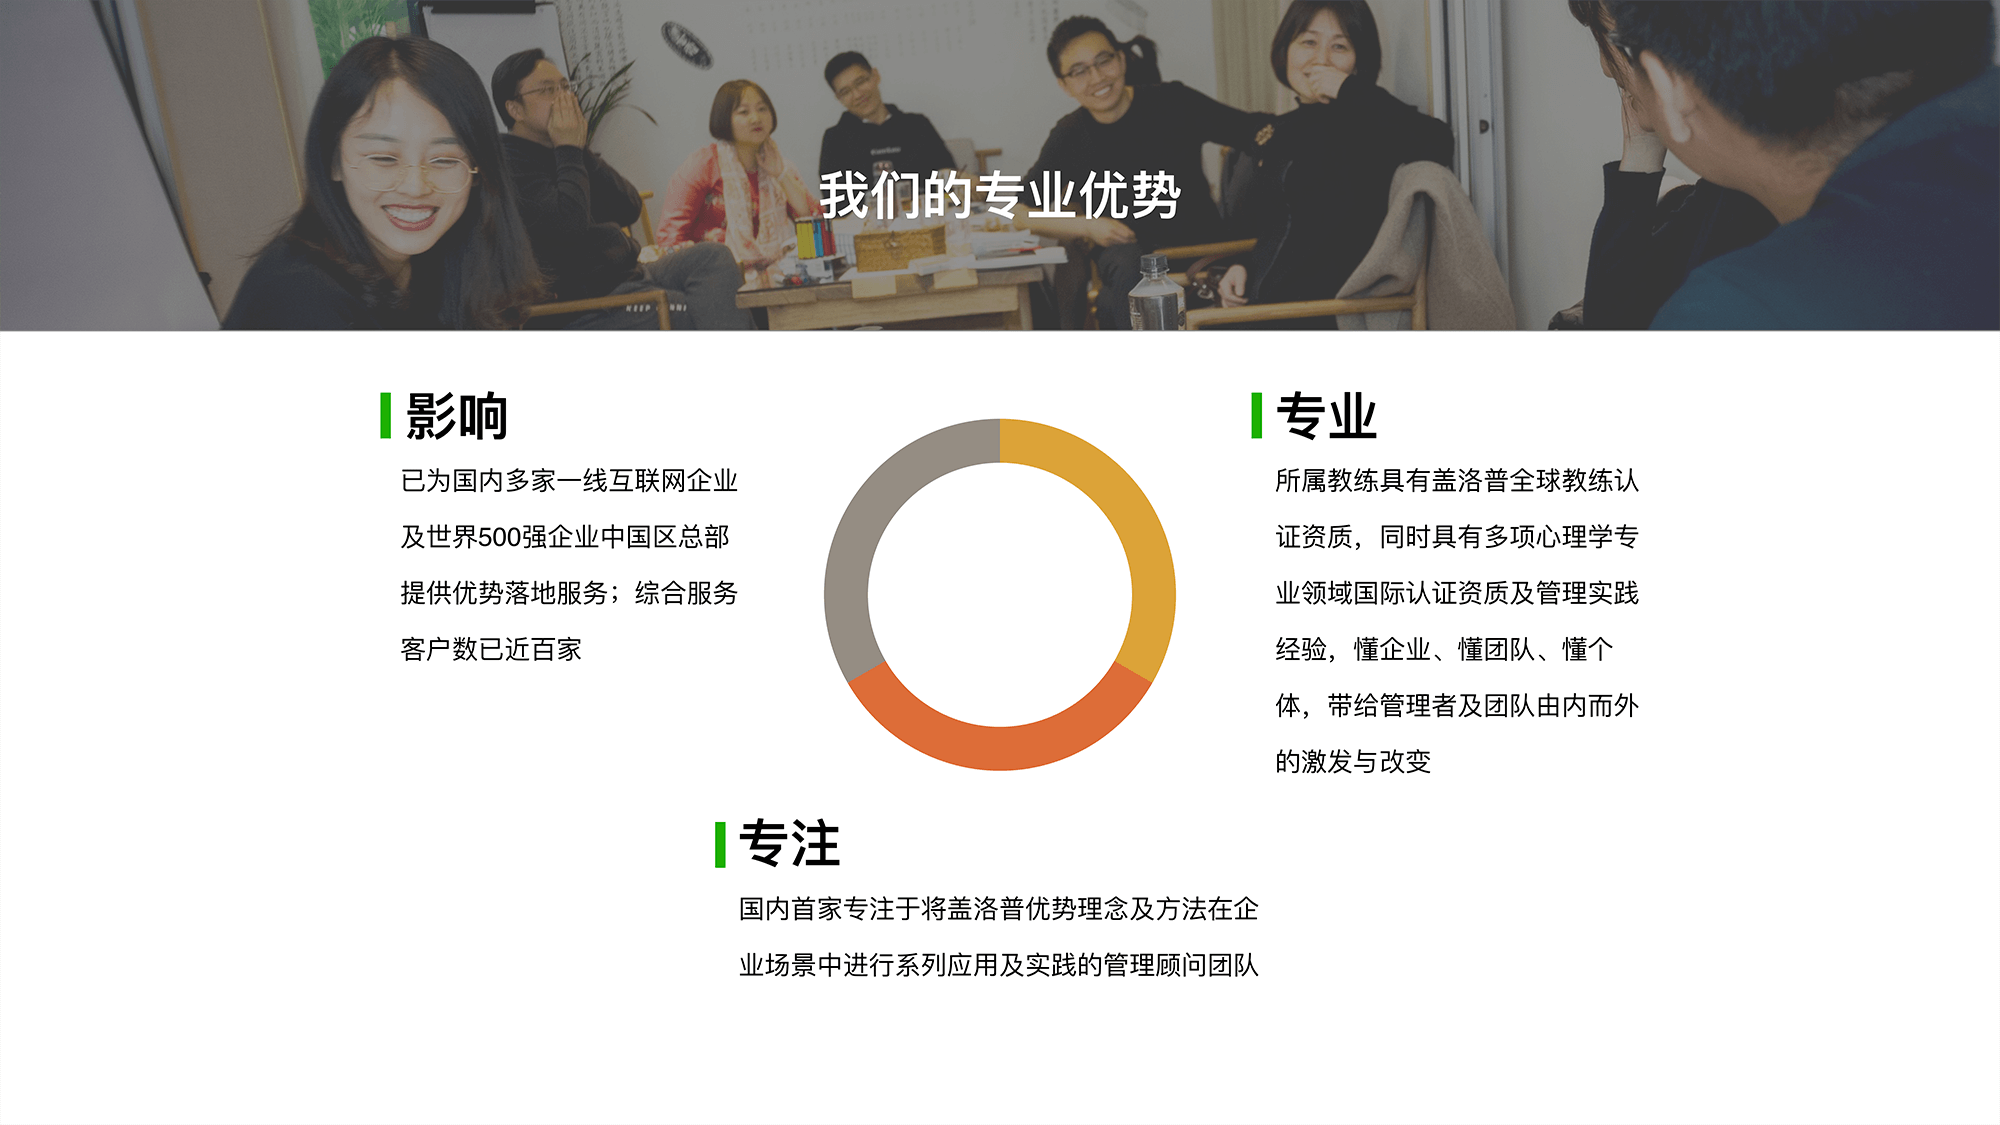 我们的专业优势
影响
已为国内多家一线互联网企业
及世界500强企业中国区总部
提供优势落地服务；综合服务
客户数已近百家
专业
所属教练具有盖洛普全球教练认
证资质，同时具有多项心理学专
业领域国际认证资质及管理实践
经验，懂企业、懂团队、懂个
体，带给管理者及团队由内而外
的激发与改变
专注
国内首家专注于将盖洛普优势理念及方法在企
业场景中进行系列应用及实践的管理顾问团队